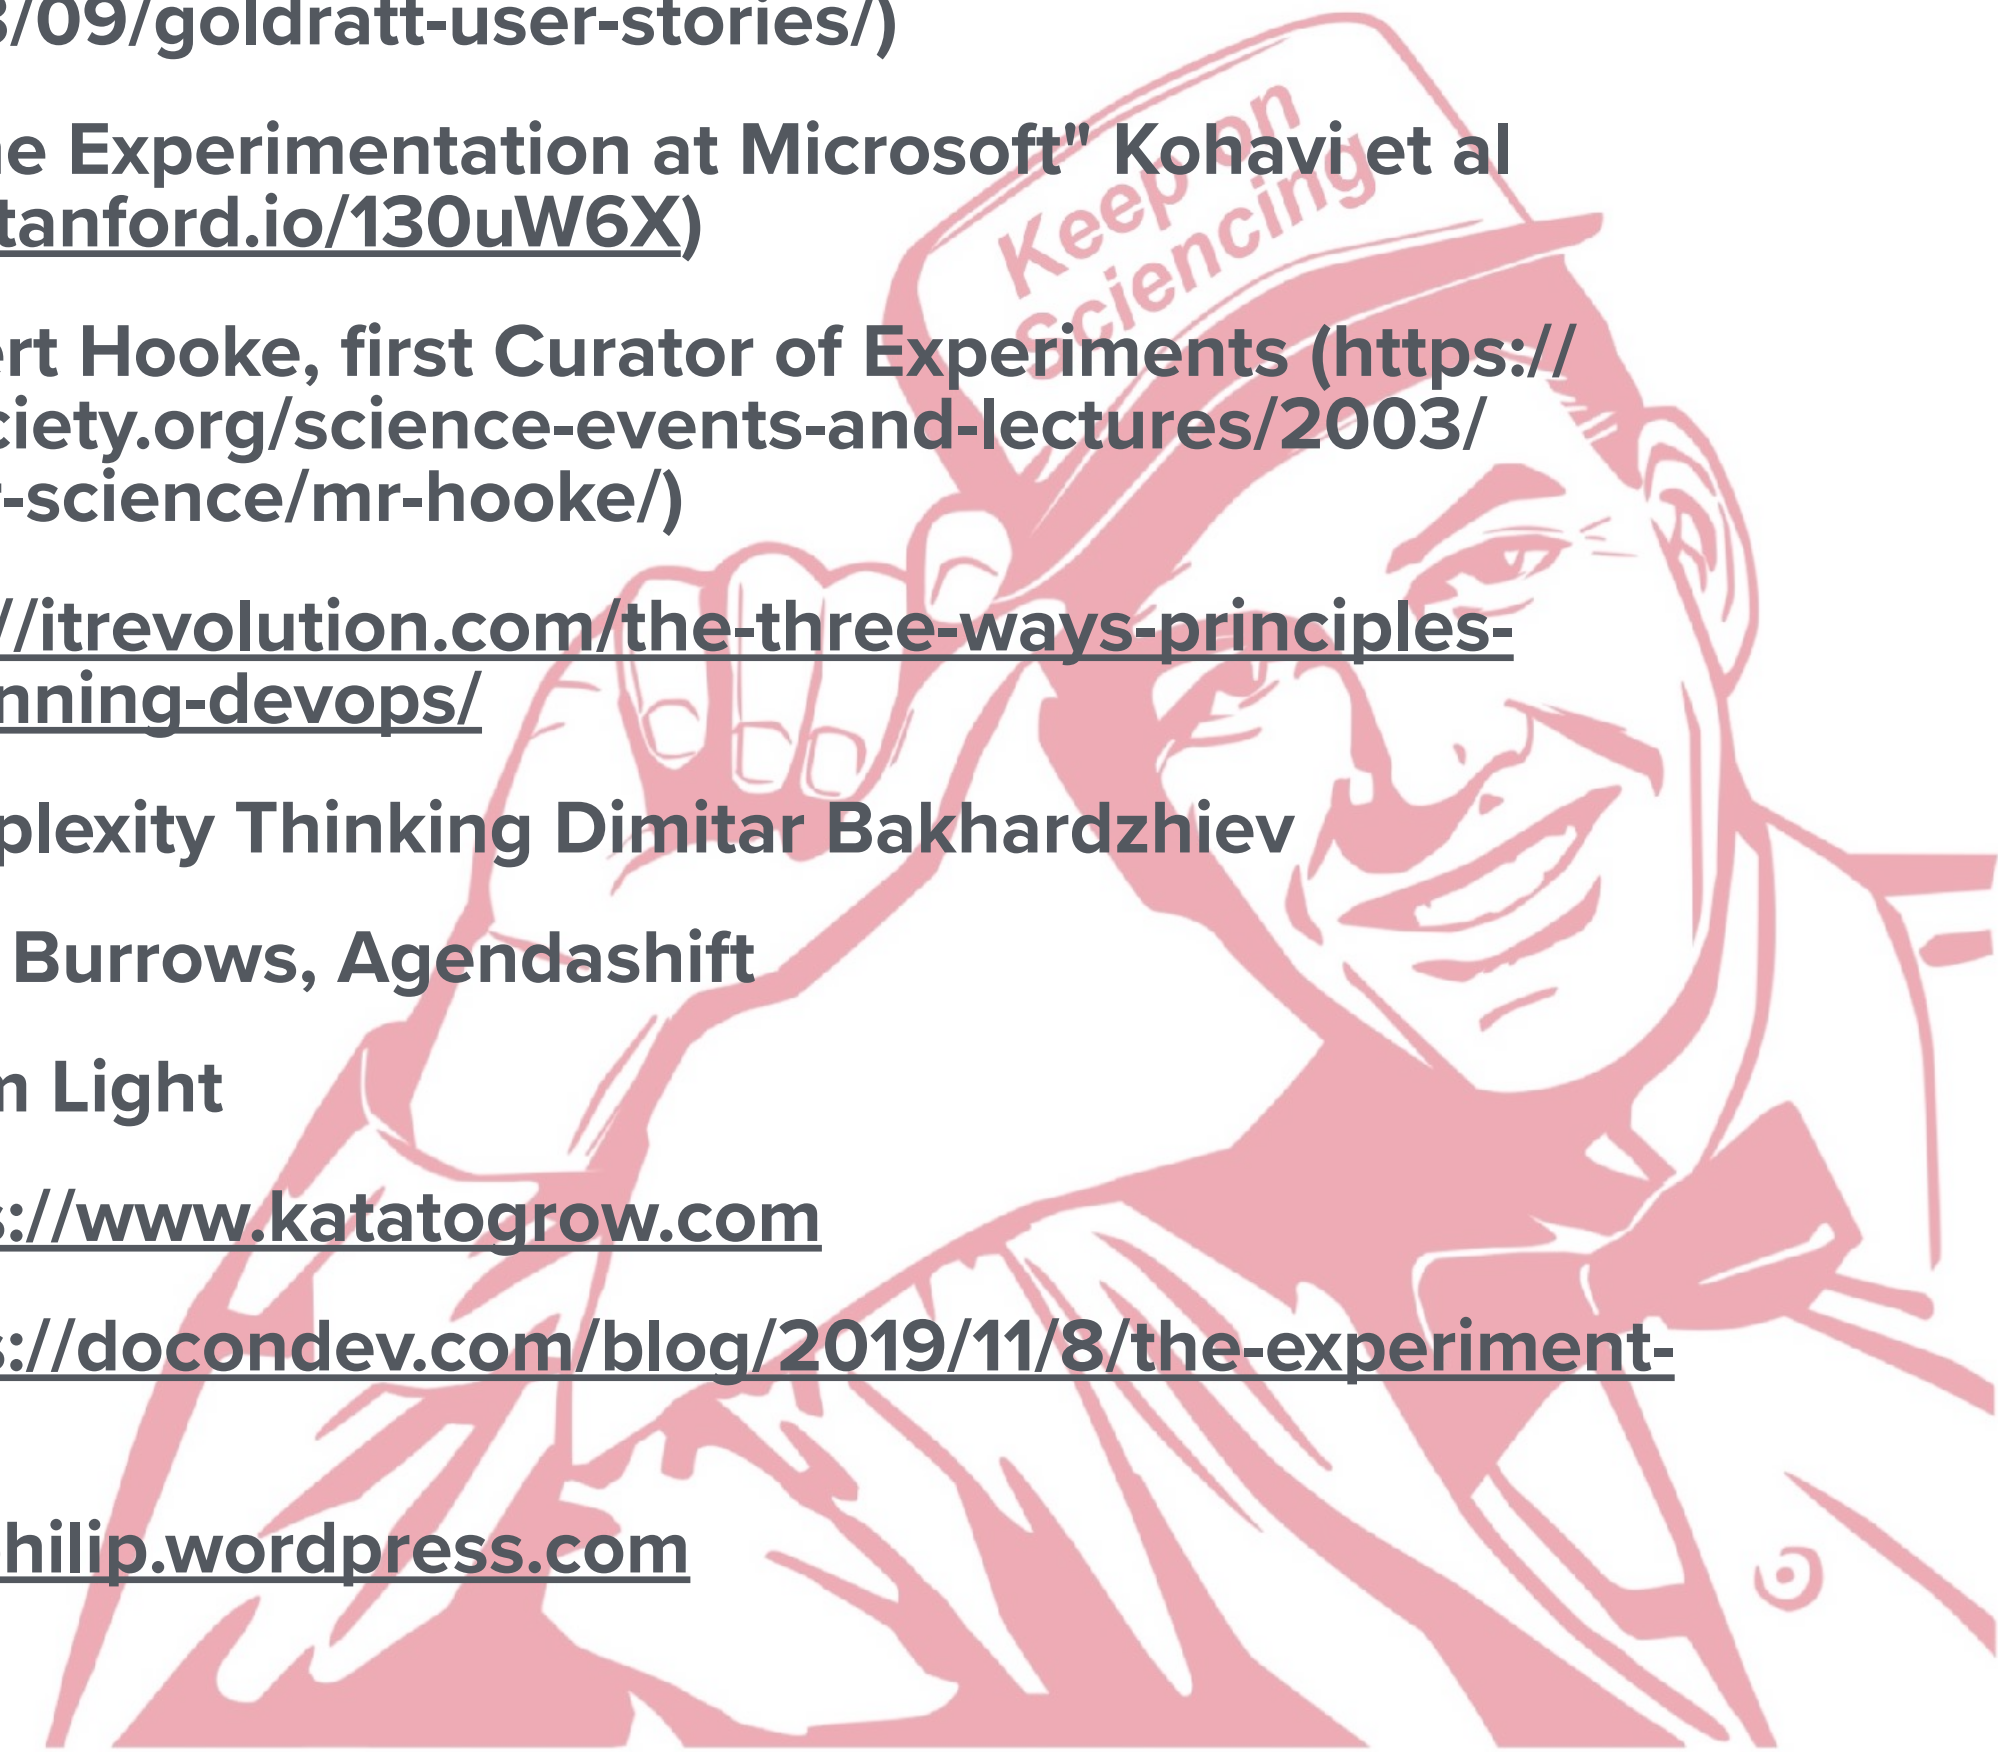 3/09/goldratt-user-stories/)
ne Experimentation at Microsoft" Kohavi et al
tanford.io/130uW6X)
ert Hooke, first Curator of Experiments (https://
ciety.org/science-events-and-lectures/2003/
r-science/mr-hooke/)
//itrevolution.com/the-three-ways-principles-
nning-devops/
plexity Thinking Dimitar Bakhardzhiev
Burrows, Agendashift
n Light
s://www.katatogrow.com
s://docondev.com/blog/2019/11/8/the-experiment-
hilip.wordpress.com
Keep on
Sciencing